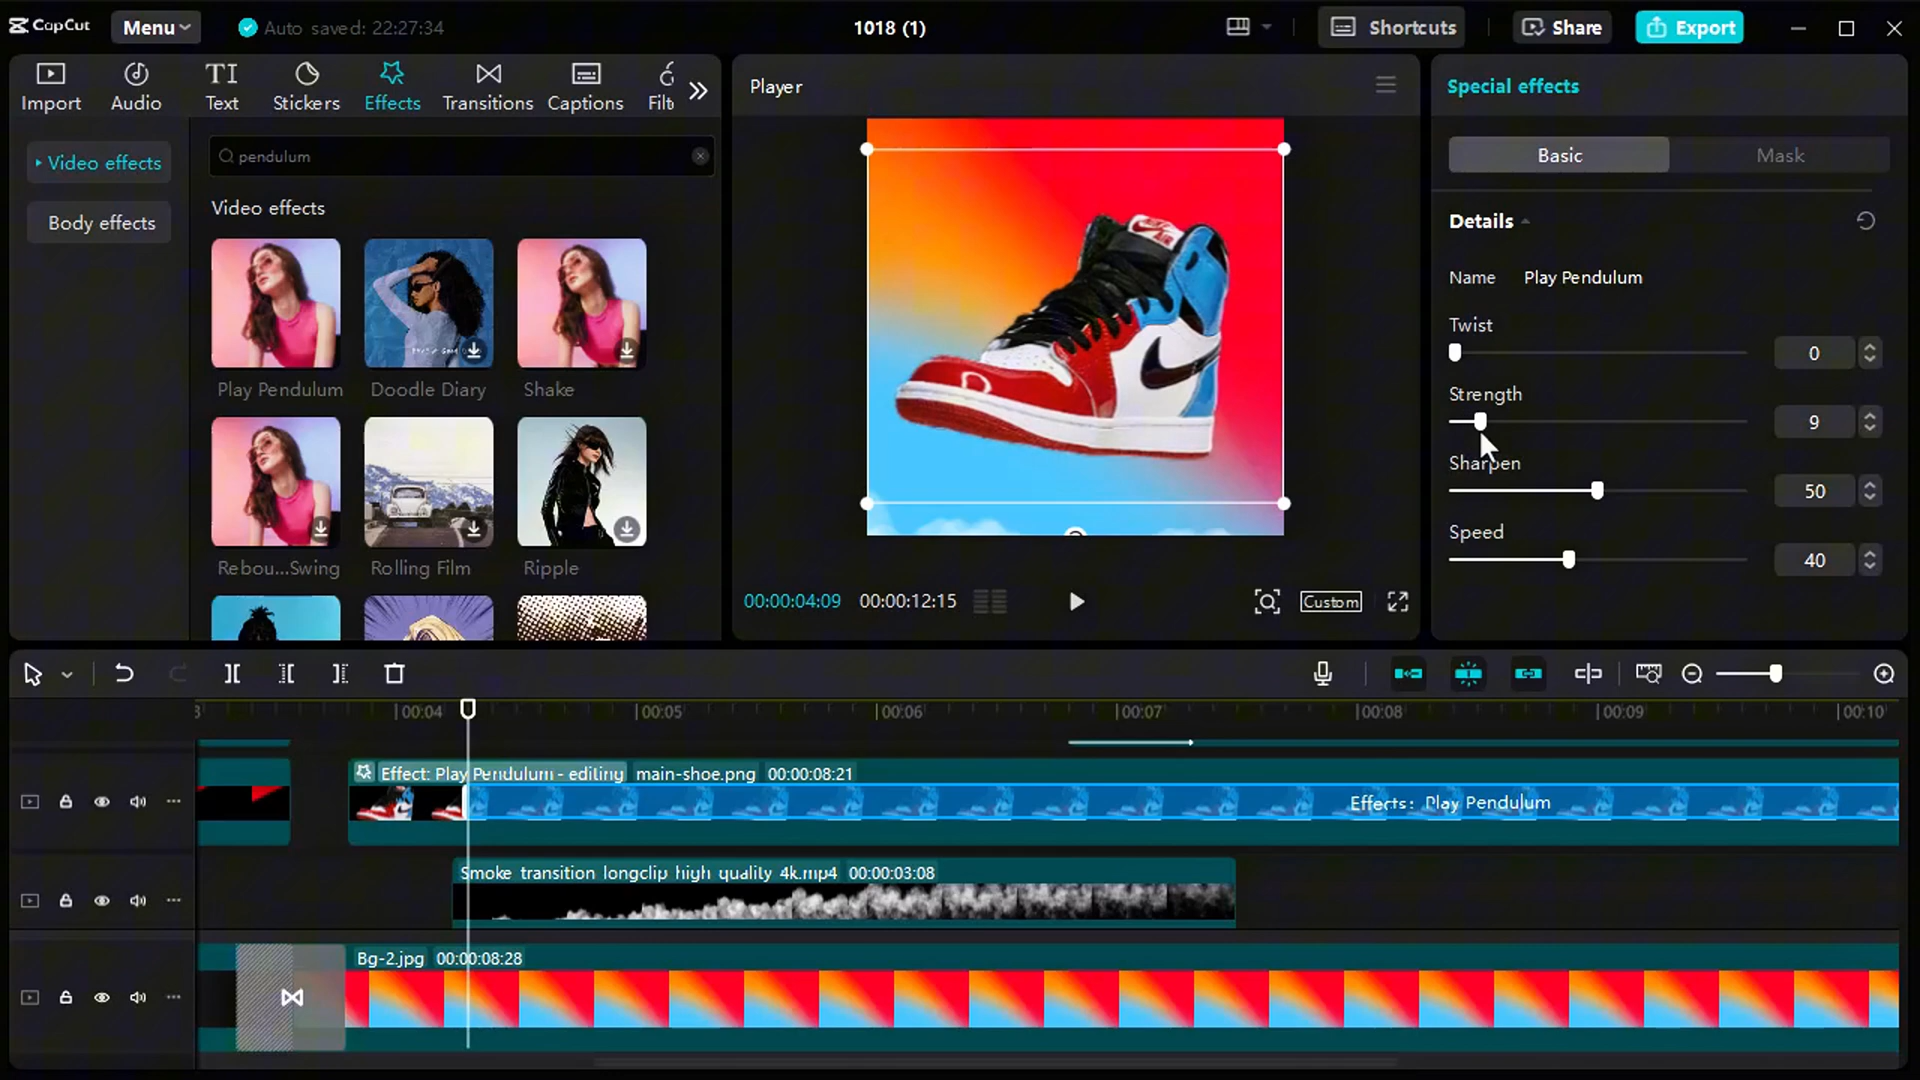 CapCut
Menu
Auto saved: 22:27:34
1018 (1)
Shortcuts
Share
Export
Import
Audio
TI
Text
Stickers
Effects
Transitions
Captions
Filt
Player
Special effects
Video effects
Body effects
pendulum
Video effects
Play Pendulum
Doodle Diary
Shake
Rebou...Swing
Rolling Film
Ripple
00:00:04:09
00:00:12:15
Custom
Basic
Mask
Details
Name Play Pendulum
Twist
0
Strength
9
Sharpen
50
Speed
40
3
00:04
00:05
00:06
00:07
00:08
00:09
00:10
Effect: Play Pendulum - editing main-shoe.png 00:00:08:21
Effects: Play Pendulum
Smoke transition longclip high quality 4k.mp4 00:00:03:08
Bg-2.jpg 00:00:08:28